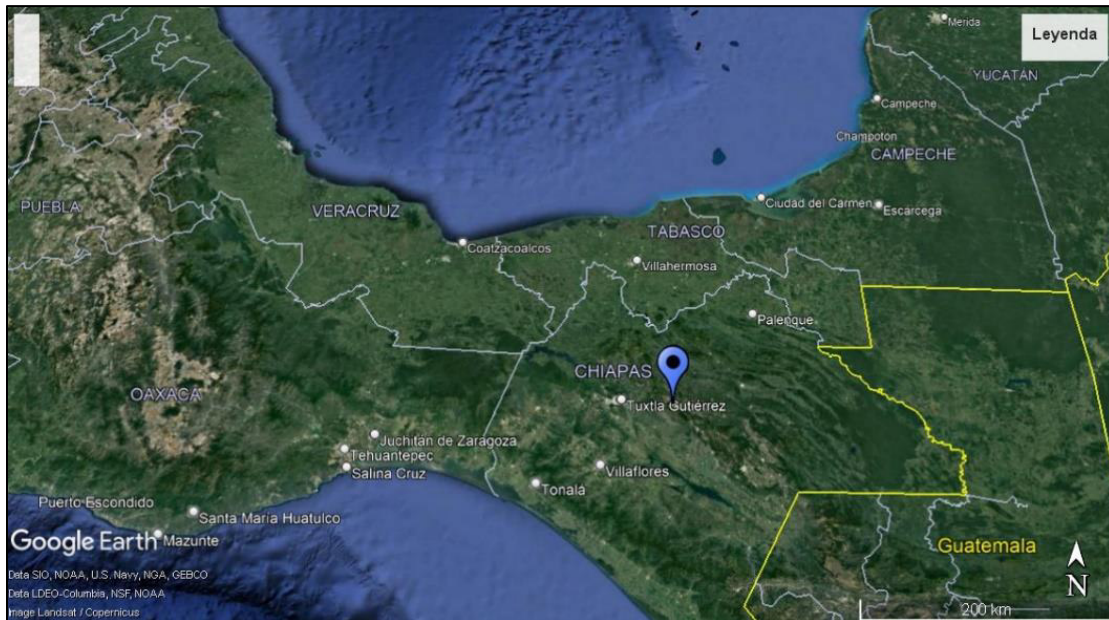 Leyenda
Merida
YUCATÁN
Campeche
Champoton
CAMPECHE
PUEBLA
VERACRUZ
Ciudad del Carmen
Escarcega
TABASCO
Coatzacoalcos
Villahermosa
Palenque
CHIAPAS
OAXACA
Tuxtla Gutiérrez
Juchitán de Zaragoza
Tehuantepec
Salina Cruz
Villaflores
Tonalá
Puerto Escondido
Santa Maria Huatulco
Mazunte
Google Earth
Guatemala
Data SIO, NOAA, U.S. Navy, NGA, GEBCO
Data LDEO-Columbia, NSF, NOAA
Image Landsat / Copernicus
N
200 km